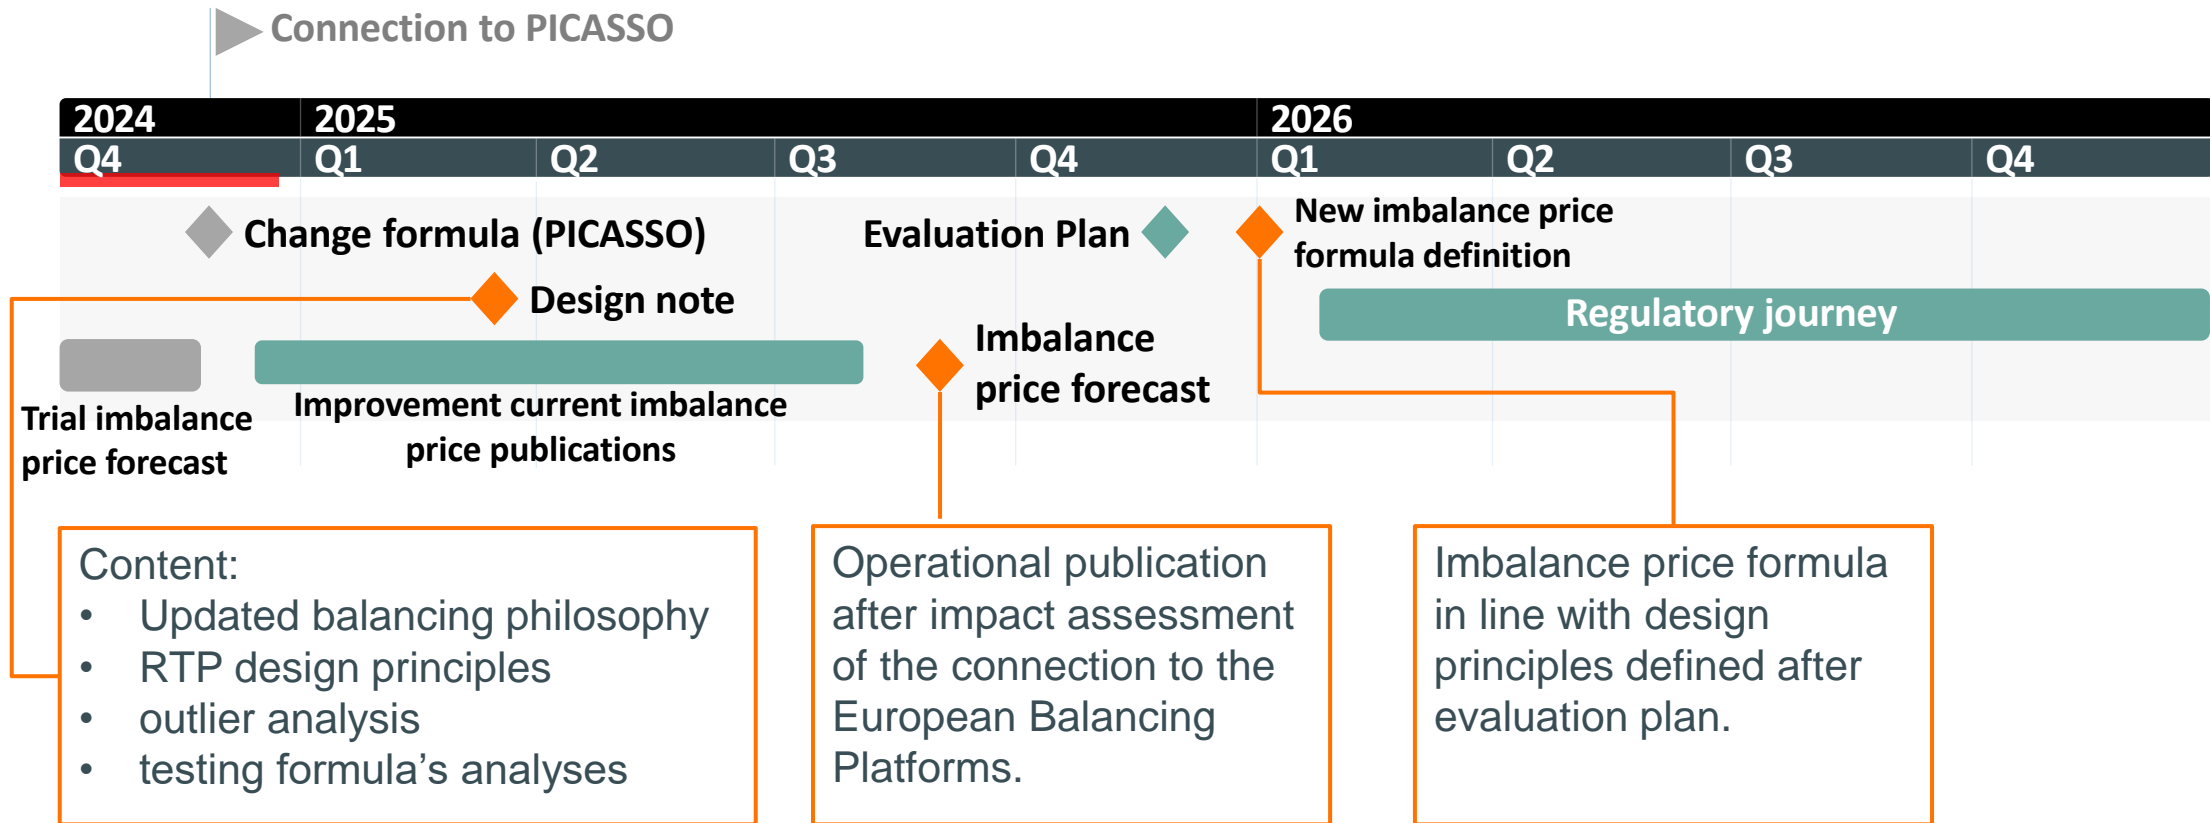 Connection to PICASSO
2024 2025 2026
Q4 Q1 Q2 Q3 Q4 Q1 Q2 Q3 Q4
Change formula (PICASSO)
Evaluation Plan
New imbalance price
formula definition
Design note
Regulatory journey
Imbalance
price forecast
Trial imbalance
price forecast
Improvement current imbalance
price publications
Content:
• Updated balancing philosophy
• RTP design principles
• outlier analysis
• testing formula’s analyses
Operational publication
after impact assessment
of the connection to the
European Balancing
Platforms.
Imbalance price formula
in line with design
principles defined after
evaluation plan.